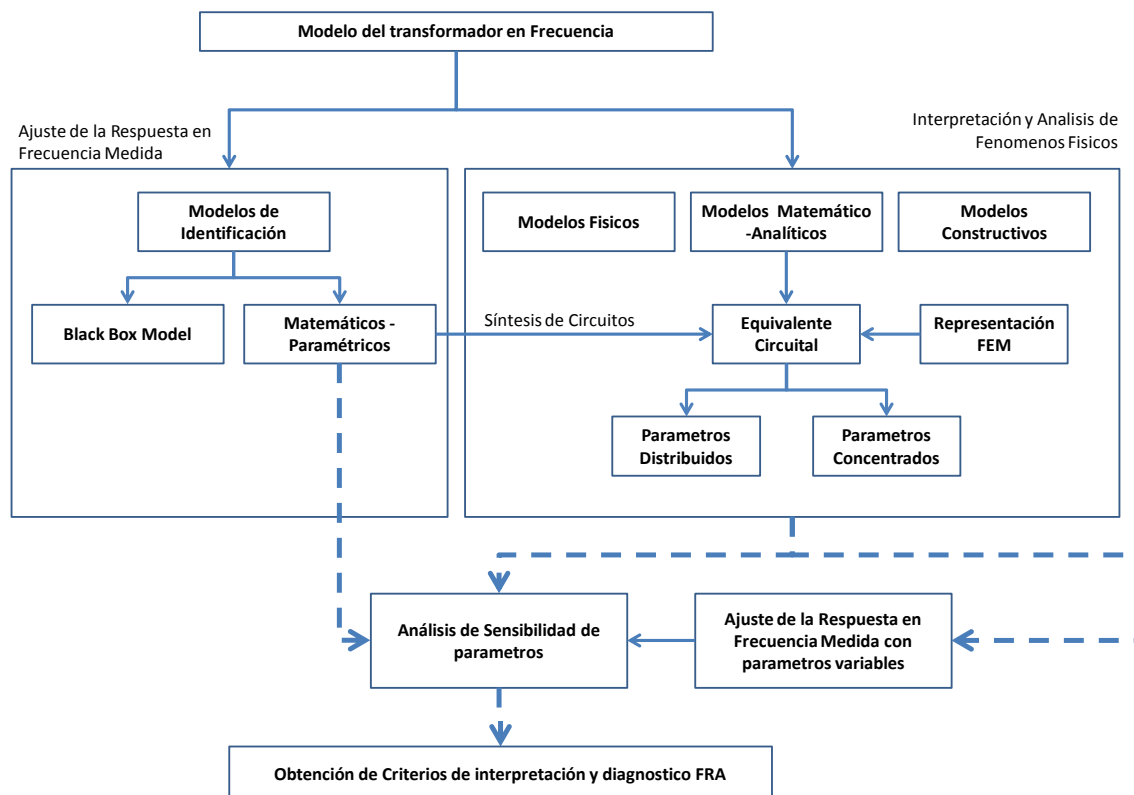 Modelo del transformador en Frecuencia
Ajuste de la Respuesta en
Frecuencia Medida
Interpretación y Analisis de
Fenomenos Fisicos
Modelos de
Identificación
Modelos Fisicos
Modelos Matemático
-Analíticos
Modelos
Constructivos
Black Box Model
Matemáticos -
Paramétricos
Síntesis de Circuitos
Equivalente
Circuital
Representación
FEM
Parametros
Distribuidos
Parametros
Concentrados
Análisis de Sensibilidad de
parametros
Ajuste de la Respuesta en
Frecuencia Medida con
parametros variables
Obtención de Criterios de interpretación y diagnostico FRA